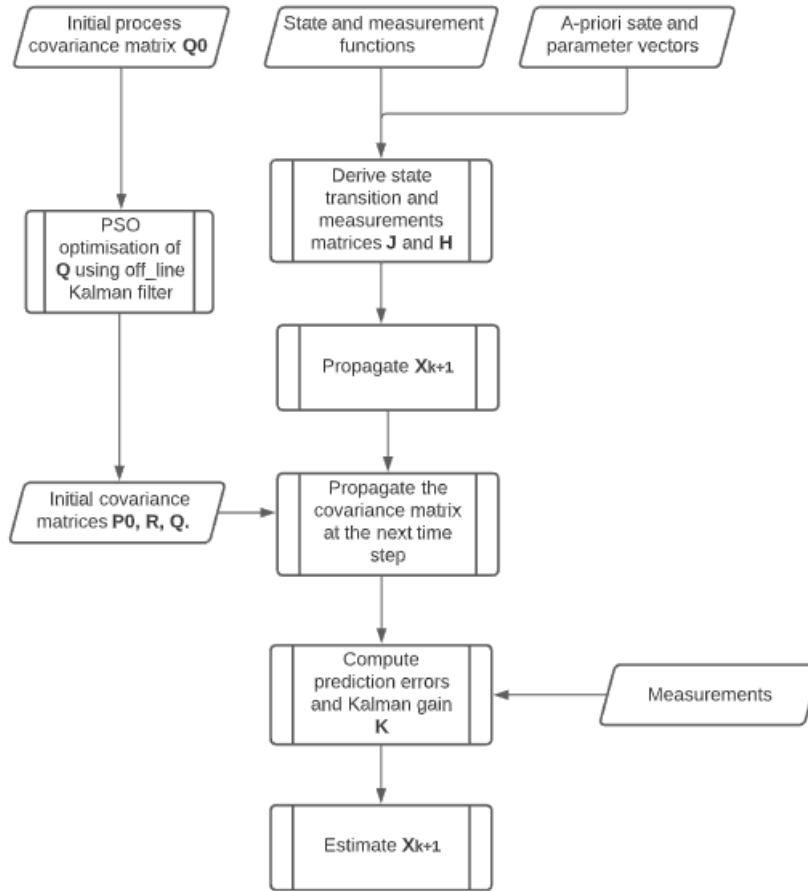 Initial process
covariance matrix Q0
State and measurement
functions
A-priori sate and
parameter vectors
Derive state
transition and
measurements
matrices J and H
PSO
optimisation of
Q using off_line
Kalman filter
Propagate Xk+1
Initial covariance
matrices P0, R, Q.
Propagate the
covariance matrix
at the next time
step
Compute
prediction errors
and Kalman gain
K
Measurements
Estimate Xk+1